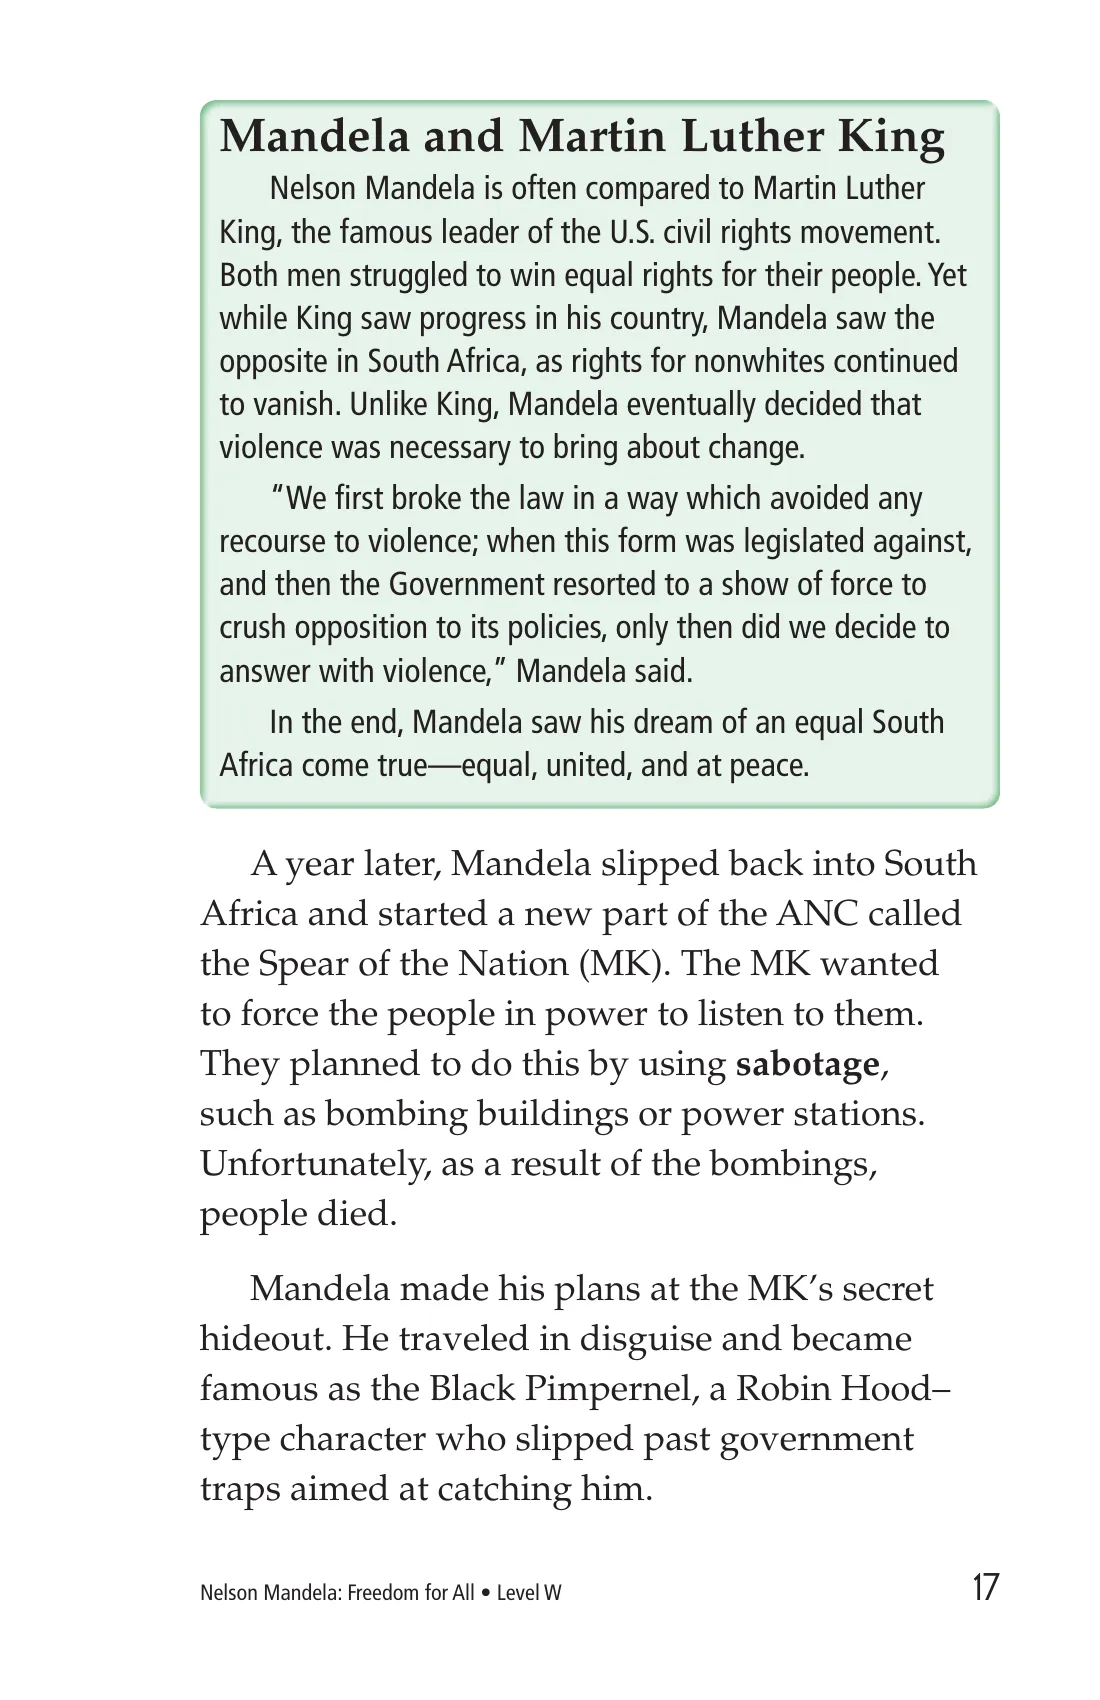 Mandela and Martin Luther King
Nelson Mandela is often compared to Martin Luther
King, the famous leader of the U.S. civil rights movement.
Both men struggled to win equal rights for their people. Yet
while King saw progress in his country, Mandela saw the
opposite in South Africa, as rights for nonwhites continued
to vanish. Unlike King, Mandela eventually decided that
violence was necessary to bring about change.
“We first broke the law in a way which avoided any
recourse to violence; when this form was legislated against,
and then the Government resorted to a show of force to
crush opposition to its policies, only then did we decide to
answer with violence,” Mandela said.
In the end, Mandela saw his dream of an equal South
Africa come true—equal, united, and at peace.
A year later, Mandela slipped back into South
Africa and started a new part of the ANC called
the Spear of the Nation (MK). The MK wanted
to force the people in power to listen to them.
They planned to do this by using sabotage,
such as bombing buildings or power stations.
Unfortunately, as a result of the bombings,
people died.
Mandela made his plans at the MK’s secret
hideout. He traveled in disguise and became
famous as the Black Pimpernel, a Robin Hood–
type character who slipped past government
traps aimed at catching him.
Nelson Mandela: Freedom for All • Level W
17